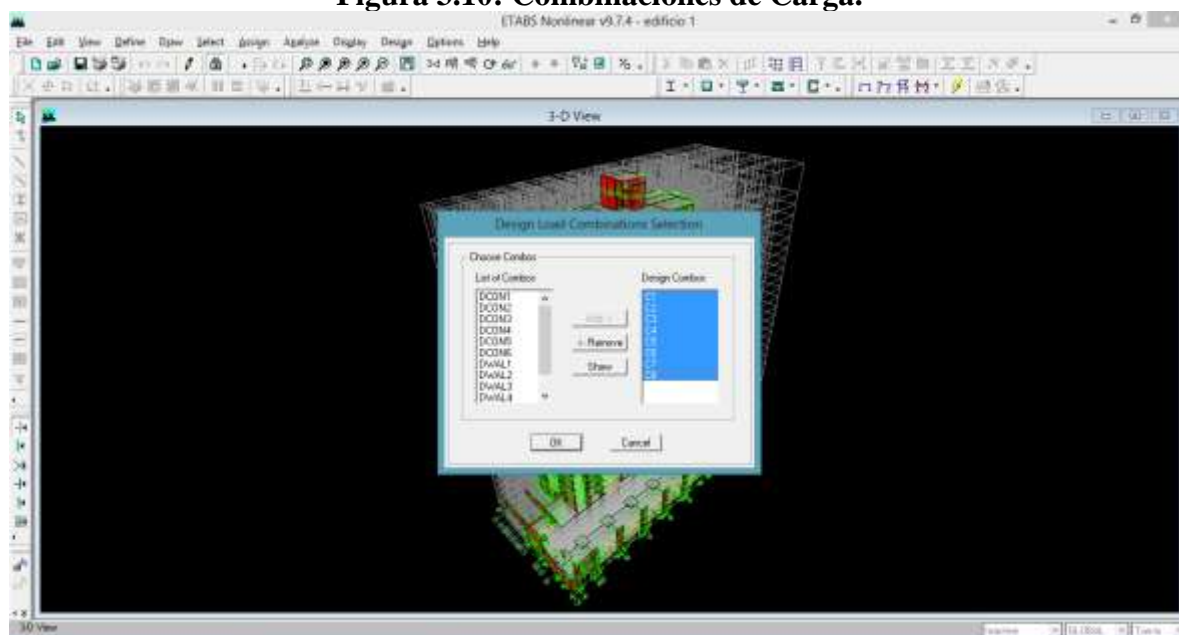 Figura 3.10: Combinaciones de Carga.
ETABS Nonlinear v9.7.4 - edificio 1
File Edit View Define Draw Select Assign Analyze Display Design Options Help
3-D View
Design Load Combinations Selection
Choose Combos
List of Combos
Design Combos
DCON1
DCON2
DCON3
DCON4
DCON5
DCON6
DWAL1
DWAL2
DWAL3
DWAL4
<- Remove
Show
OK
Cancel
3-D View
GLOBAL